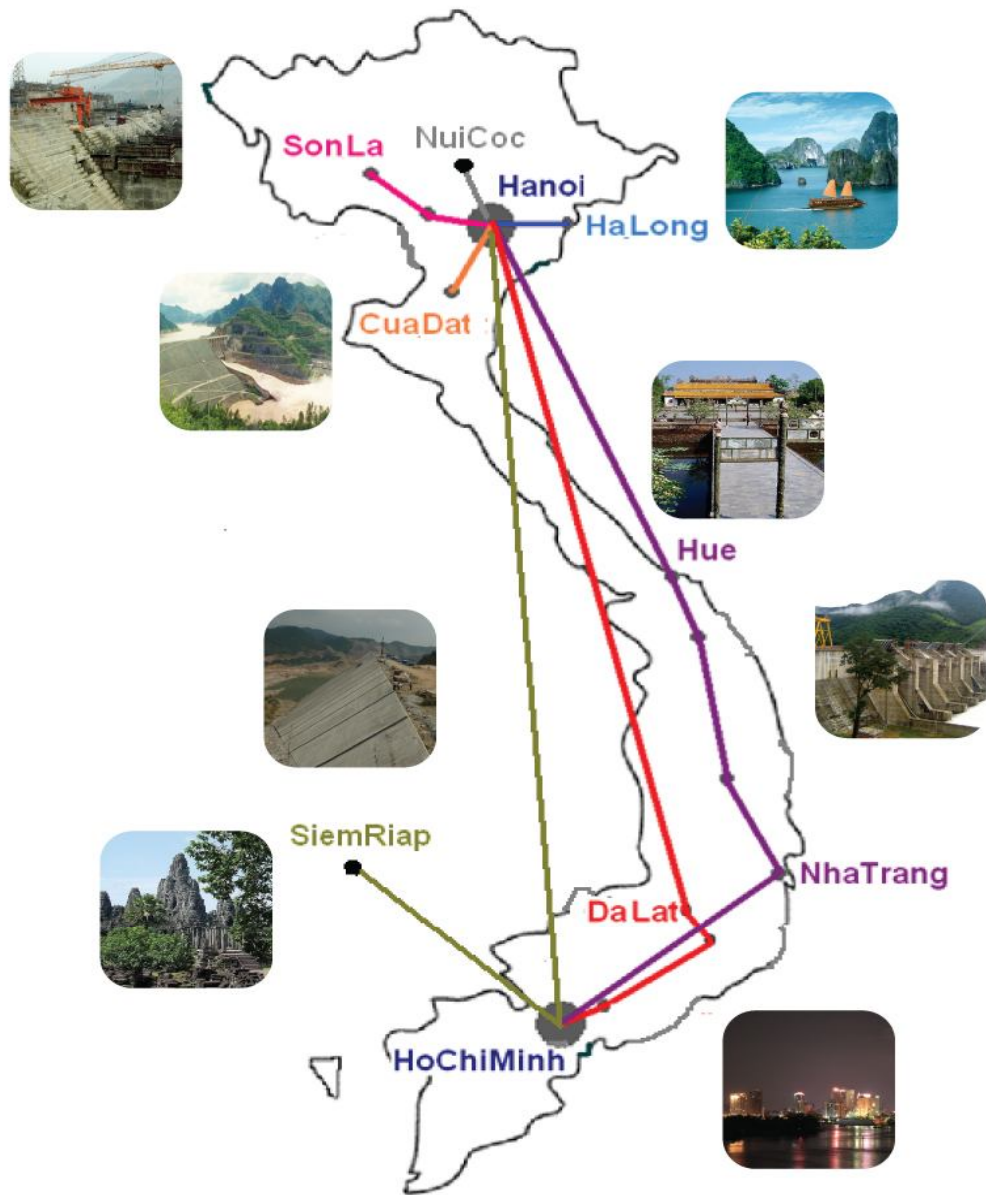 SonLa
NuiCoc
Hanoi
HaLong
CuaDat
Hue
SiemRiap
NhaTrang
DaLat
HoChiMinh